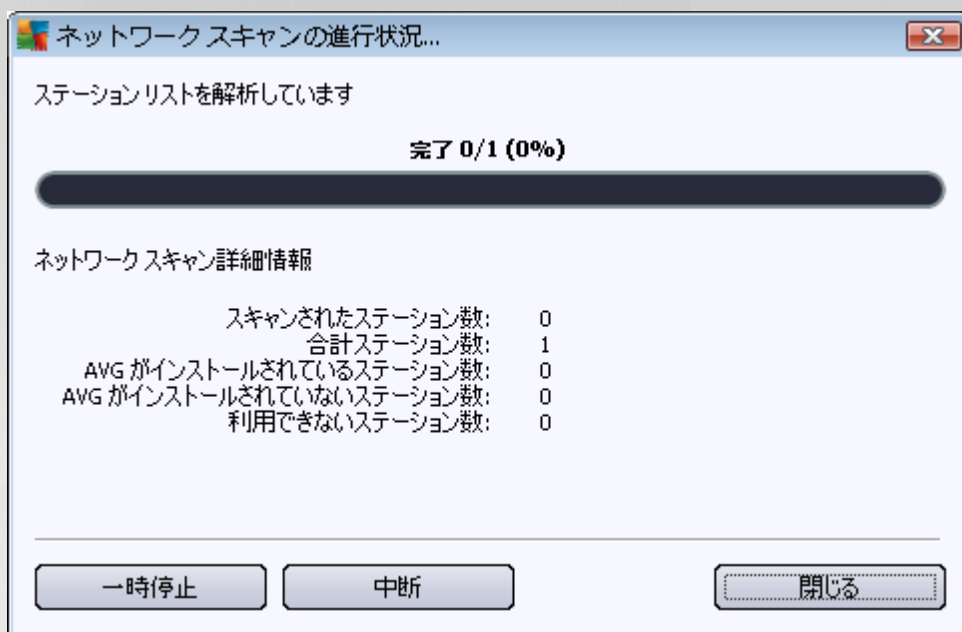 ネットワーク スキャンの進行状況...
ステーション リストを解析しています
完了 0/1 (0%)
ネットワーク スキャン詳細情報
スキャンされたステーション数: 0
合計ステーション数: 1
AVG がインストールされているステーション数: 0
AVG がインストールされていないステーション数: 0
利用できないステーション数: 0
一時停止
中断
閉じる